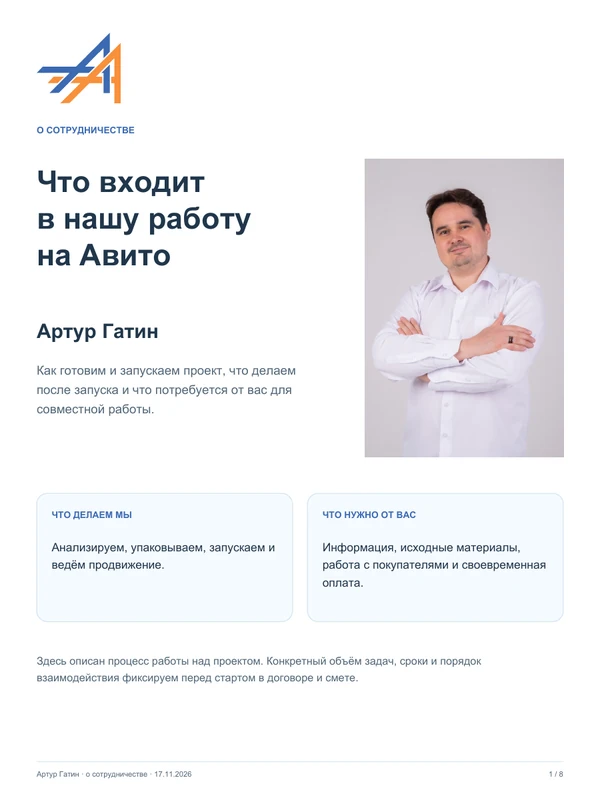 О СОТРУДНИЧЕСТВЕ
Что входит
в нашу работу
на Авито
Артур Гатин
Как готовим и запускаем проект, что делаем
после запуска и что потребуется от вас для
совместной работы.
ЧТО ДЕЛАЕМ МЫ
Анализируем, упаковываем, запускаем и
ведём продвижение.
ЧТО НУЖНО ОТ ВАС
Информация, исходные материалы,
работа с покупателями и своевременная
оплата.
Здесь описан процесс работы над проектом. Конкретный объём задач, сроки и порядок
взаимодействия фиксируем перед стартом в договоре и смете.
Артур Гатин · о сотрудничестве · 17.11.2026
1 / 8